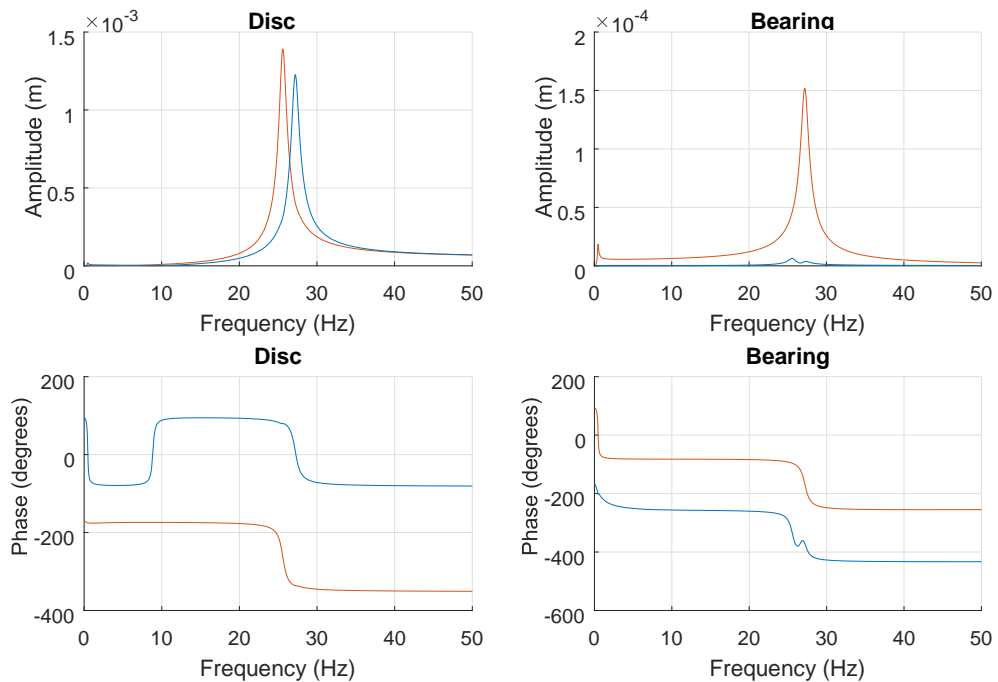 ×10-3
Disc
1.5
1
0.5
0
Amplitude (m)
0 10 20 30 40 50
Frequency (Hz)
×10-4
Bearing
2
1.5
1
0.5
0
Amplitude (m)
0 10 20 30 40 50
Frequency (Hz)
Disc
200
0
-200
-400
Phase (degrees)
0 10 20 30 40 50
Frequency (Hz)
Bearing
200
0
-200
-400
-600
Phase (degrees)
0 10 20 30 40 50
Frequency (Hz)